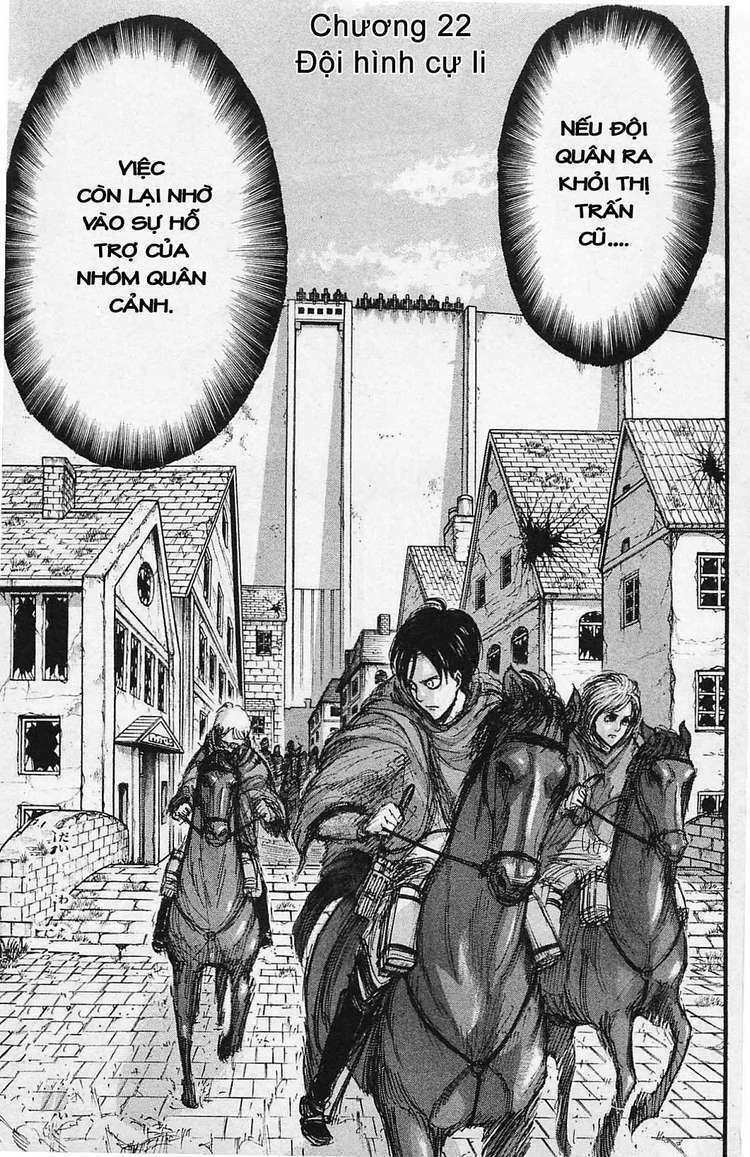 Chương 22
Đội hình cự li
NẾU ĐỘI
QUÂN RA
KHỎI THỊ
TRẤN
CŨ....
VIỆC
CÒN LẠI NHỜ
VÀO SỰ HỖ
TRỢ CỦA
NHÓM QUÂN
CẢNH.